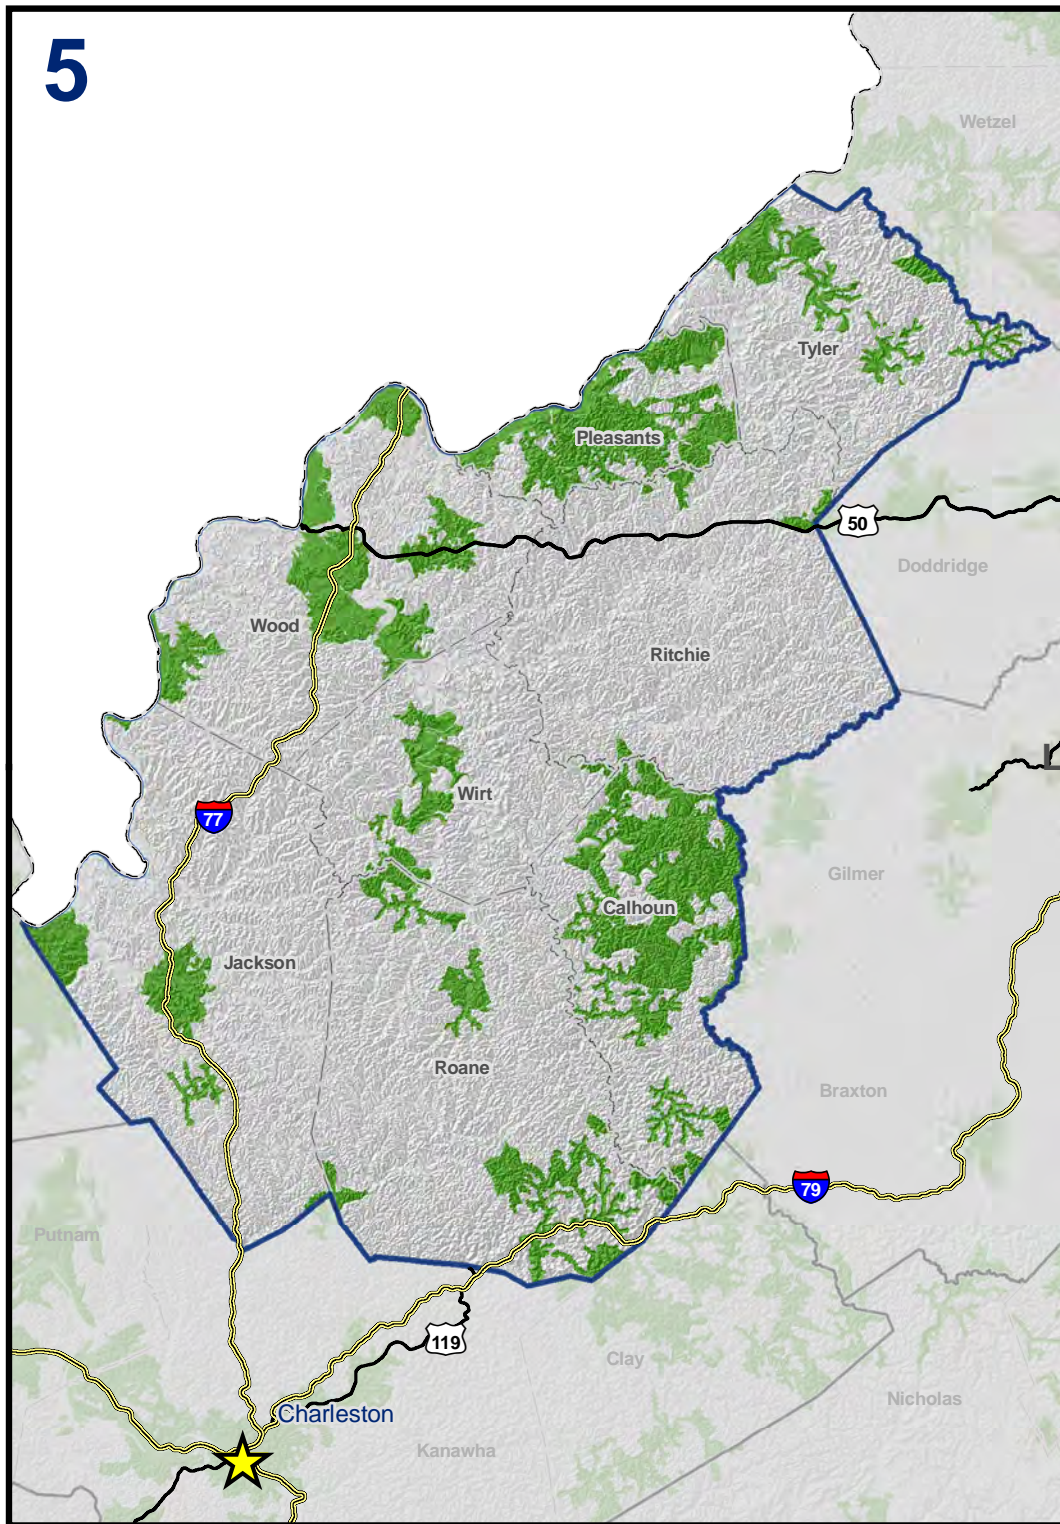 5
Wetzel
Tyler
Pleasants
50
Doddridge
Wood
Ritchie
L
Wirt
77
Gilmer
Calhoun
Jackson
Roane
Braxton
79
Putnam
119
Clay
Nicholas
Charleston
Kanawha